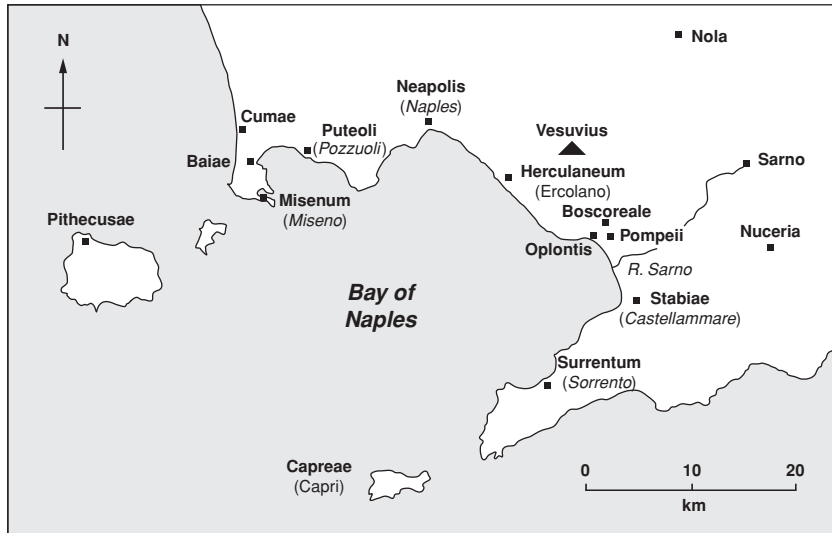 N
Nola
Neapolis
(Naples)
Cumae
Puteoli
(Pozzuoli)
Vesuvius
Baiae
Herculaneum
(Ercolano)
Sarno
Misenum
(Miseno)
Boscoreale
Pithecusae
Pompeii
Nuceria
Oplontis
R. Sarno
Bay of
Naples
Stabiae
(Castellammare)
Surrentum
(Sorrento)
Capreae
(Capri)
0 10 20
km